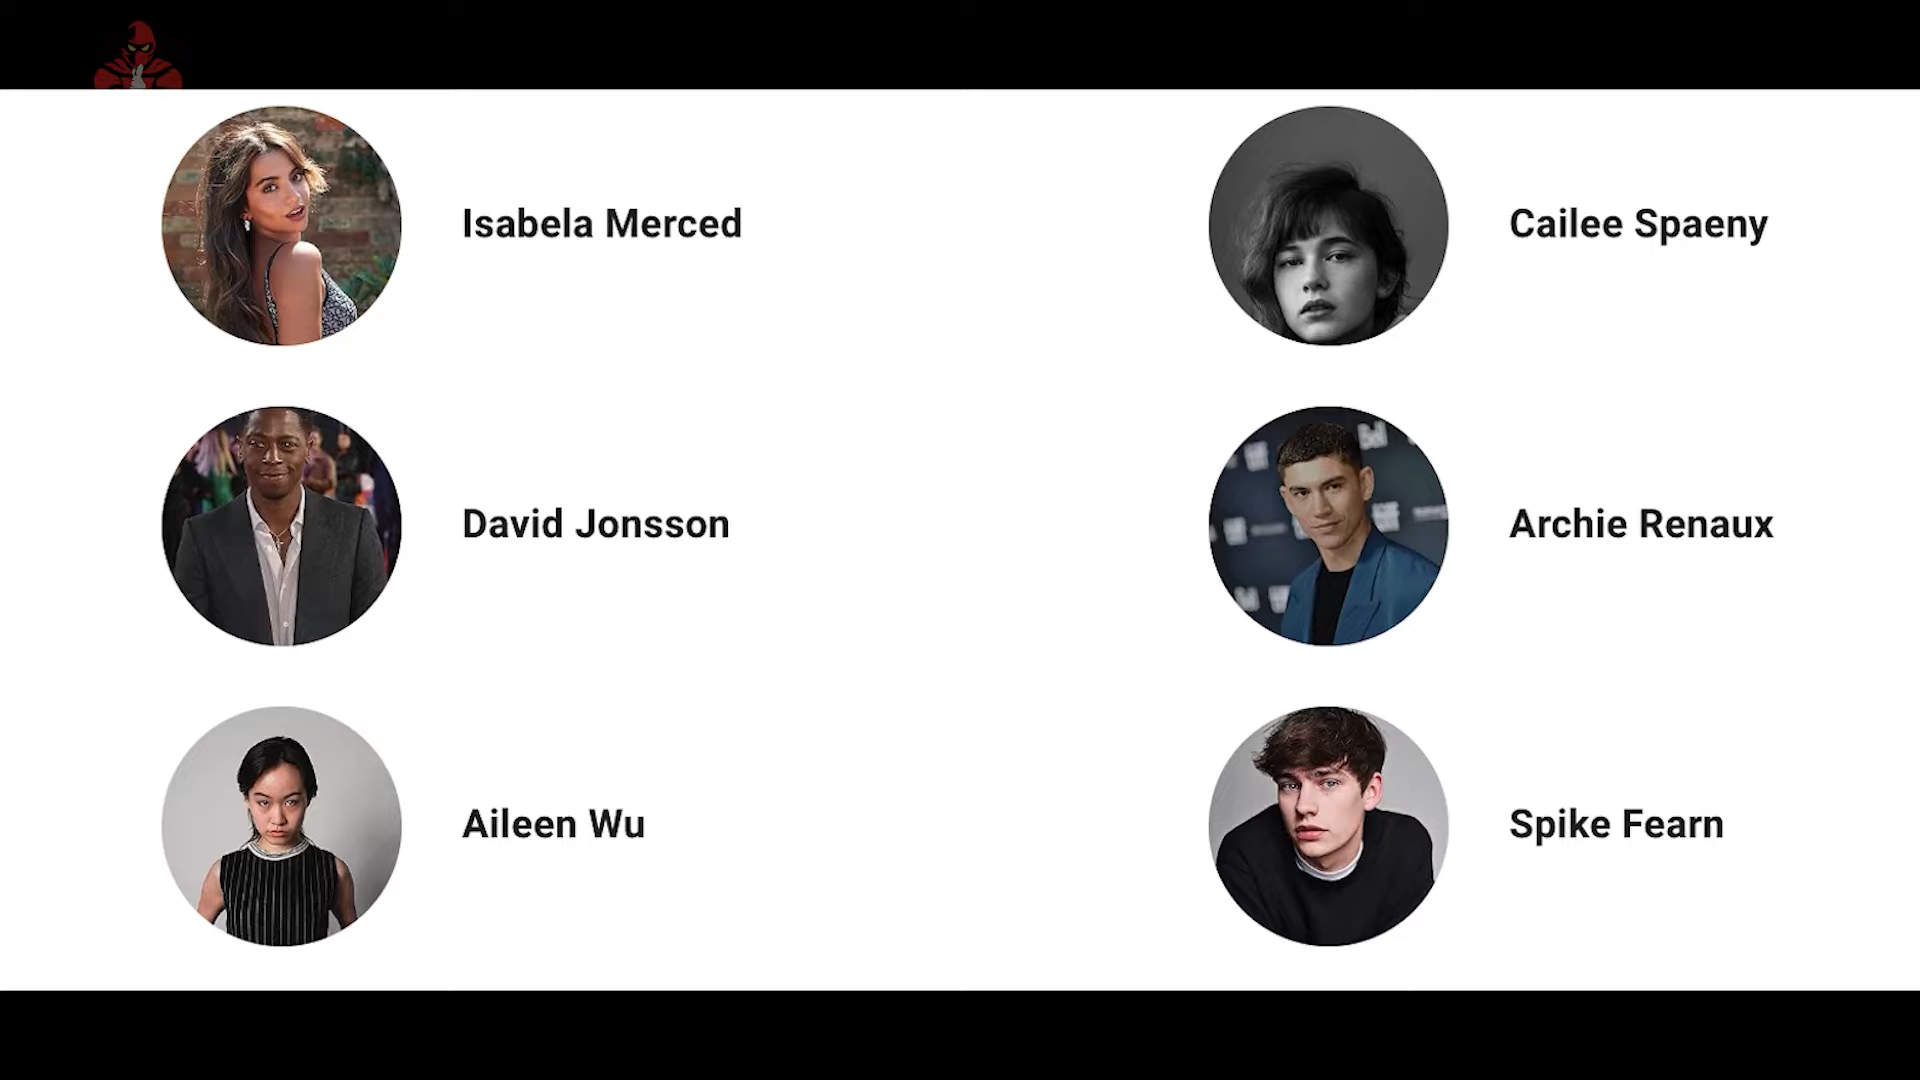 Isabela Merced
Cailee Spaeny
David Jonsson
Archie Renaux
Aileen Wu
Spike Fearn